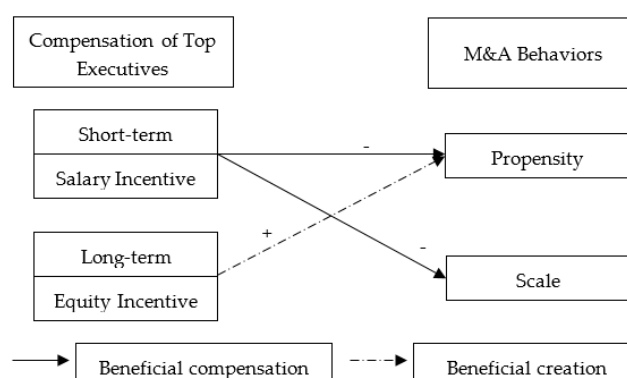 Compensation of Top
Executives
M&A Behaviors
Short-term
Salary Incentive
-
Propensity
+
-
Long-term
Equity Incentive
Scale
Beneficial compensation
Beneficial creation